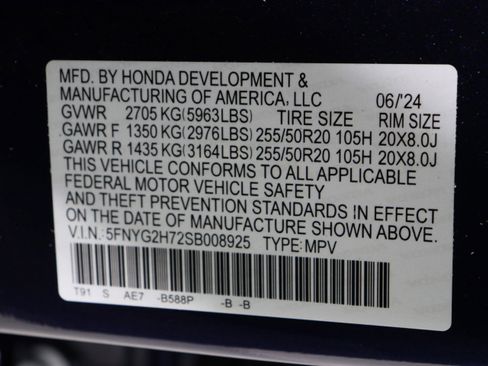 MFD. BY HONDA DEVELOPMENT &
MANUFACTURING OF AMERICA, LLC 06/'24
GVWR 2705 KG(5963LBS) TIRE SIZE RIM SIZE
GAWR F 1350 KG(2976LBS) 255/50R20 105H 20X8.0J
GAWR R 1435 KG(3164LBS) 255/50R20 105H 20X8.0J
THIS VEHICLE CONFORMS TO ALL APPLICABLE
FEDERAL MOTOR VEHICLE SAFETY
AND THEFT PREVENTION STANDARDS IN EFFECT
ON THE DATE OF MANUFACTURE SHOWN ABOVE.
V.I.N.: 5FNYG2H72SB008925 TYPE: MPV
T91 S AE7 -B588P -B -B